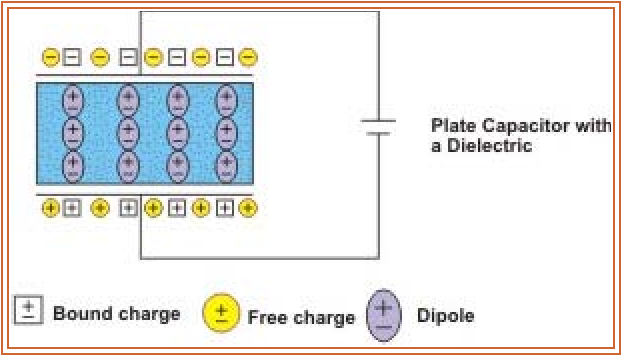 Plate Capacitor with
a Dielectric
Bound charge
Free charge
Dipole